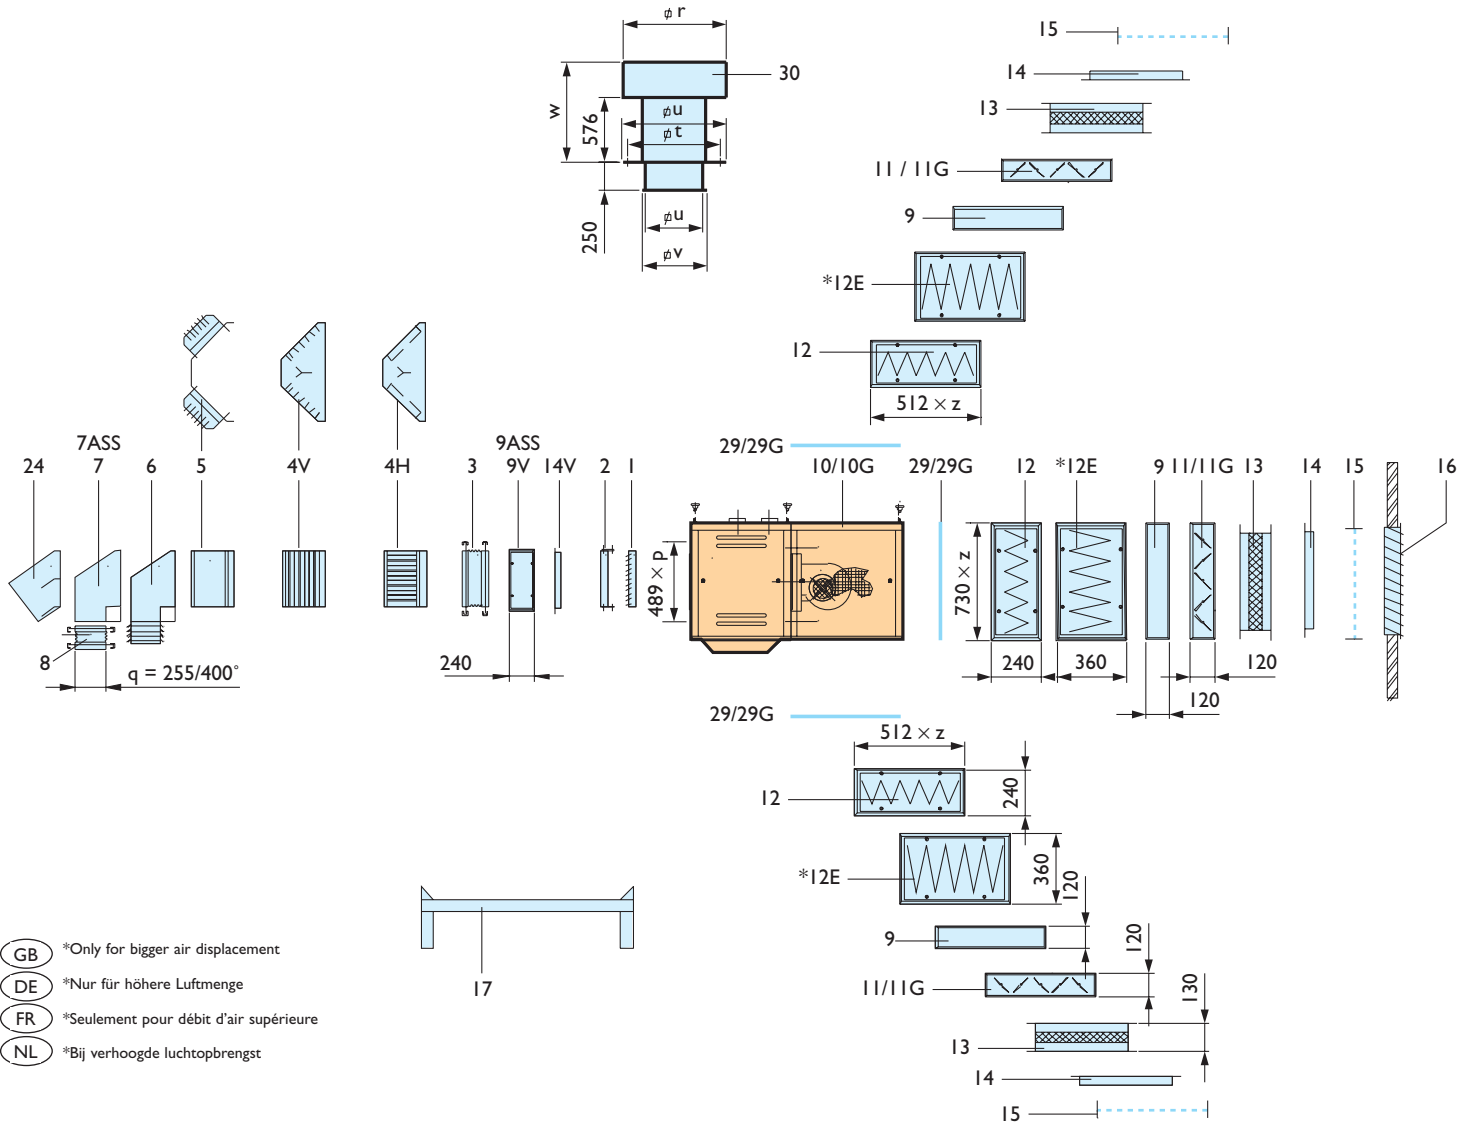 ⌀r
30
w
576
⌀u
⌀t
250
⌀u
⌀v
15
14
13
11 / 11G
9
*12E
12
512 × z
7ASS
9ASS
29/29G
24
7
6
5
4V
4H
3
9V
14V
2
1
10/10G
29/29G
12
*12E
9
11/11G
13
14
15
16
489 × p
730 × z
8
q = 255/400°
240
240
360
120
120
29/29G
512 × z
12
240
*12E
360
120
9
120
11/11G
130
13
14
15
17
GB *Only for bigger air displacement
DE *Nur für höhere Luftmenge
FR *Seulement pour débit d'air supérieure
NL *Bij verhoogde luchtopbrengst